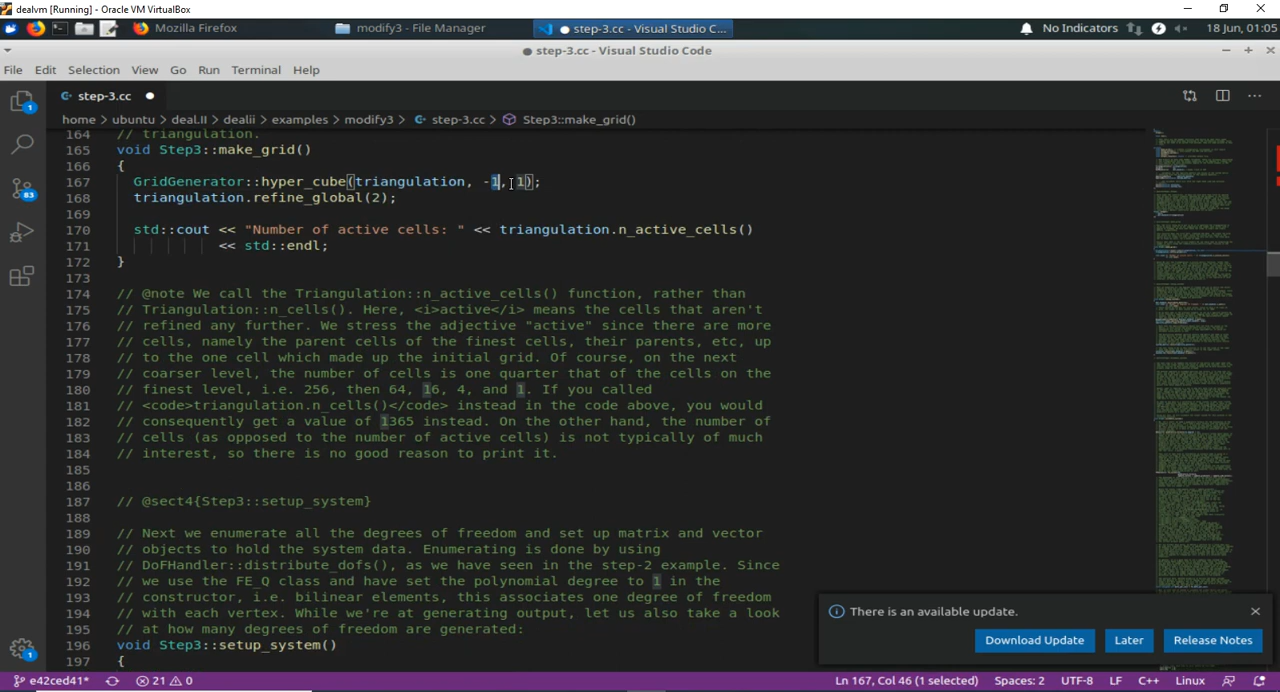 dealvm [Running] - Oracle VM VirtualBox
Mozilla Firefox
modify3 - File Manager
● step-3.cc - Visual Studio C...
No Indicators
18 Jun, 01:05
● step-3.cc - Visual Studio Code
File Edit Selection View Go Run Terminal Help
step-3.cc ●
home > ubuntu > deal.II > dealii > examples > modify3 > step-3.cc > Step3::make_grid()
164 // triangulation.
165 void Step3::make_grid()
166 {
167 GridGenerator::hyper_cube(triangulation, -1, 1);
168 triangulation.refine_global(2);
169
170 std::cout << "Number of active cells: " << triangulation.n_active_cells()
171 << std::endl;
172 }
173
174 // @note We call the Triangulation::n_active_cells() function, rather than
175 // Triangulation::n_cells(). Here, <i>active</i> means the cells that aren't
176 // refined any further. We stress the adjective "active" since there are more
177 // cells, namely the parent cells of the finest cells, their parents, etc, up
178 // to the one cell which made up the initial grid. Of course, on the next
179 // coarser level, the number of cells is one quarter that of the cells on the
180 // finest level, i.e. 256, then 64, 16, 4, and 1. If you called
181 // <code>triangulation.n_cells()</code> instead in the code above, you would
182 // consequently get a value of 1365 instead. On the other hand, the number of
183 // cells (as opposed to the number of active cells) is not typically of much
184 // interest, so there is no good reason to print it.
185
186
187 // @sect4{Step3::setup_system}
188
189 // Next we enumerate all the degrees of freedom and set up matrix and vector
190 // objects to hold the system data. Enumerating is done by using
191 // DoFHandler::distribute_dofs(), as we have seen in the step-2 example. Since
192 // we use the FE_Q class and have set the polynomial degree to 1 in the
193 // constructor, i.e. bilinear elements, this associates one degree of freedom
194 // with each vertex. While we're at generating output, let us also take a look
195 // at how many degrees of freedom are generated:
196 void Step3::setup_system()
197 {
1
83
1
There is an available update.
Download Update Later Release Notes
e42ced41* 21 0 Ln 167, Col 46 (1 selected) Spaces: 2 UTF-8 LF C++ Linux